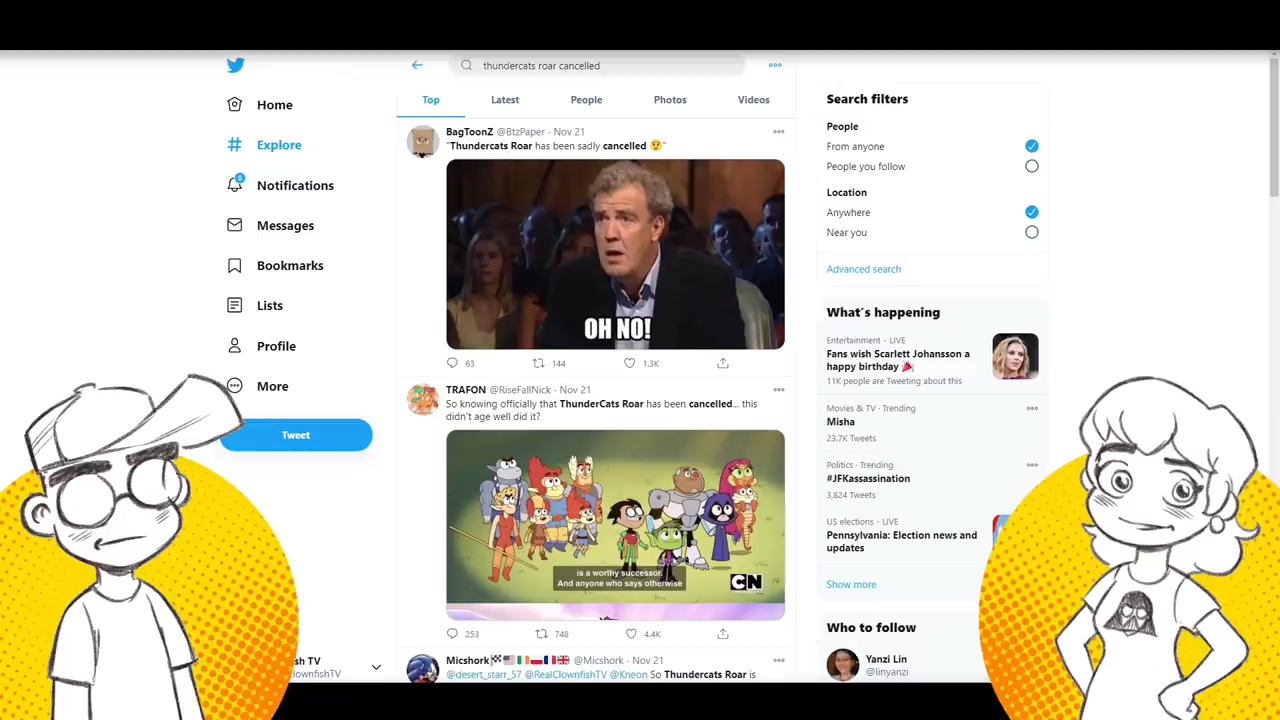 thundercats roar cancelled
Home
Explore
8
Notifications
Messages
Bookmarks
Lists
Profile
More
Tweet
sh TV
lownfishTV
Top
Latest
People
Photos
Videos
BagToonZ @BtzPaper · Nov 21
"Thundercats Roar has been sadly cancelled 😟"
OH NO!
63
144
1.3K
TRAFON @RiseFallNick · Nov 21
So knowing officially that ThunderCats Roar has been cancelled... this
didn't age well did it?
is a worthy successor.
And anyone who says otherwise
CN
253
748
4.4K
Micshork @Micshork · Nov 21
@desert_starr_57 @RealClownfishTV @Kneon So Thundercats Roar is
Search filters
People
From anyone
People you follow
Location
Anywhere
Near you
Advanced search
What's happening
Entertainment · LIVE
Fans wish Scarlett Johansson a
happy birthday 🎉
11K people are Tweeting about this
Movies & TV · Trending
Misha
23.7K Tweets
Politics · Trending
#JFKassassination
3,824 Tweets
US elections · LIVE
Pennsylvania: Election news and
updates
Show more
Who to follow
Yanzi Lin
@linyanzi